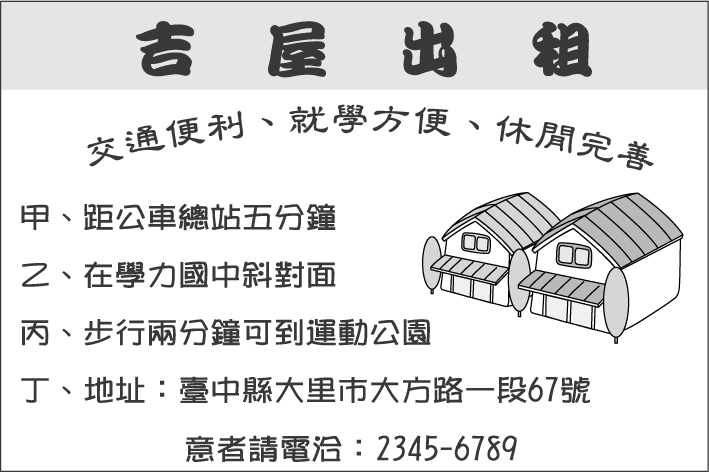 吉屋出租
交通便利、就學方便、休閒完善
甲、距公車總站五分鐘
乙、在學力國中斜對面
丙、步行兩分鐘可到運動公園
丁、地址：臺中縣大里市大方路一段67號
意者請電洽：2345-6789